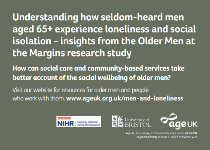 Understanding how seldom-heard men
aged 65+ experience loneliness and social
isolation - insights from the Older Men at
the Margins research study
How can social care and community-based services take
better account of the social wellbeing of older men?
Visit our website for resources for older men and people
who work with them. www.ageuk.org.uk/men-and-loneliness
NIHR
University of
BRISTOL
age UK